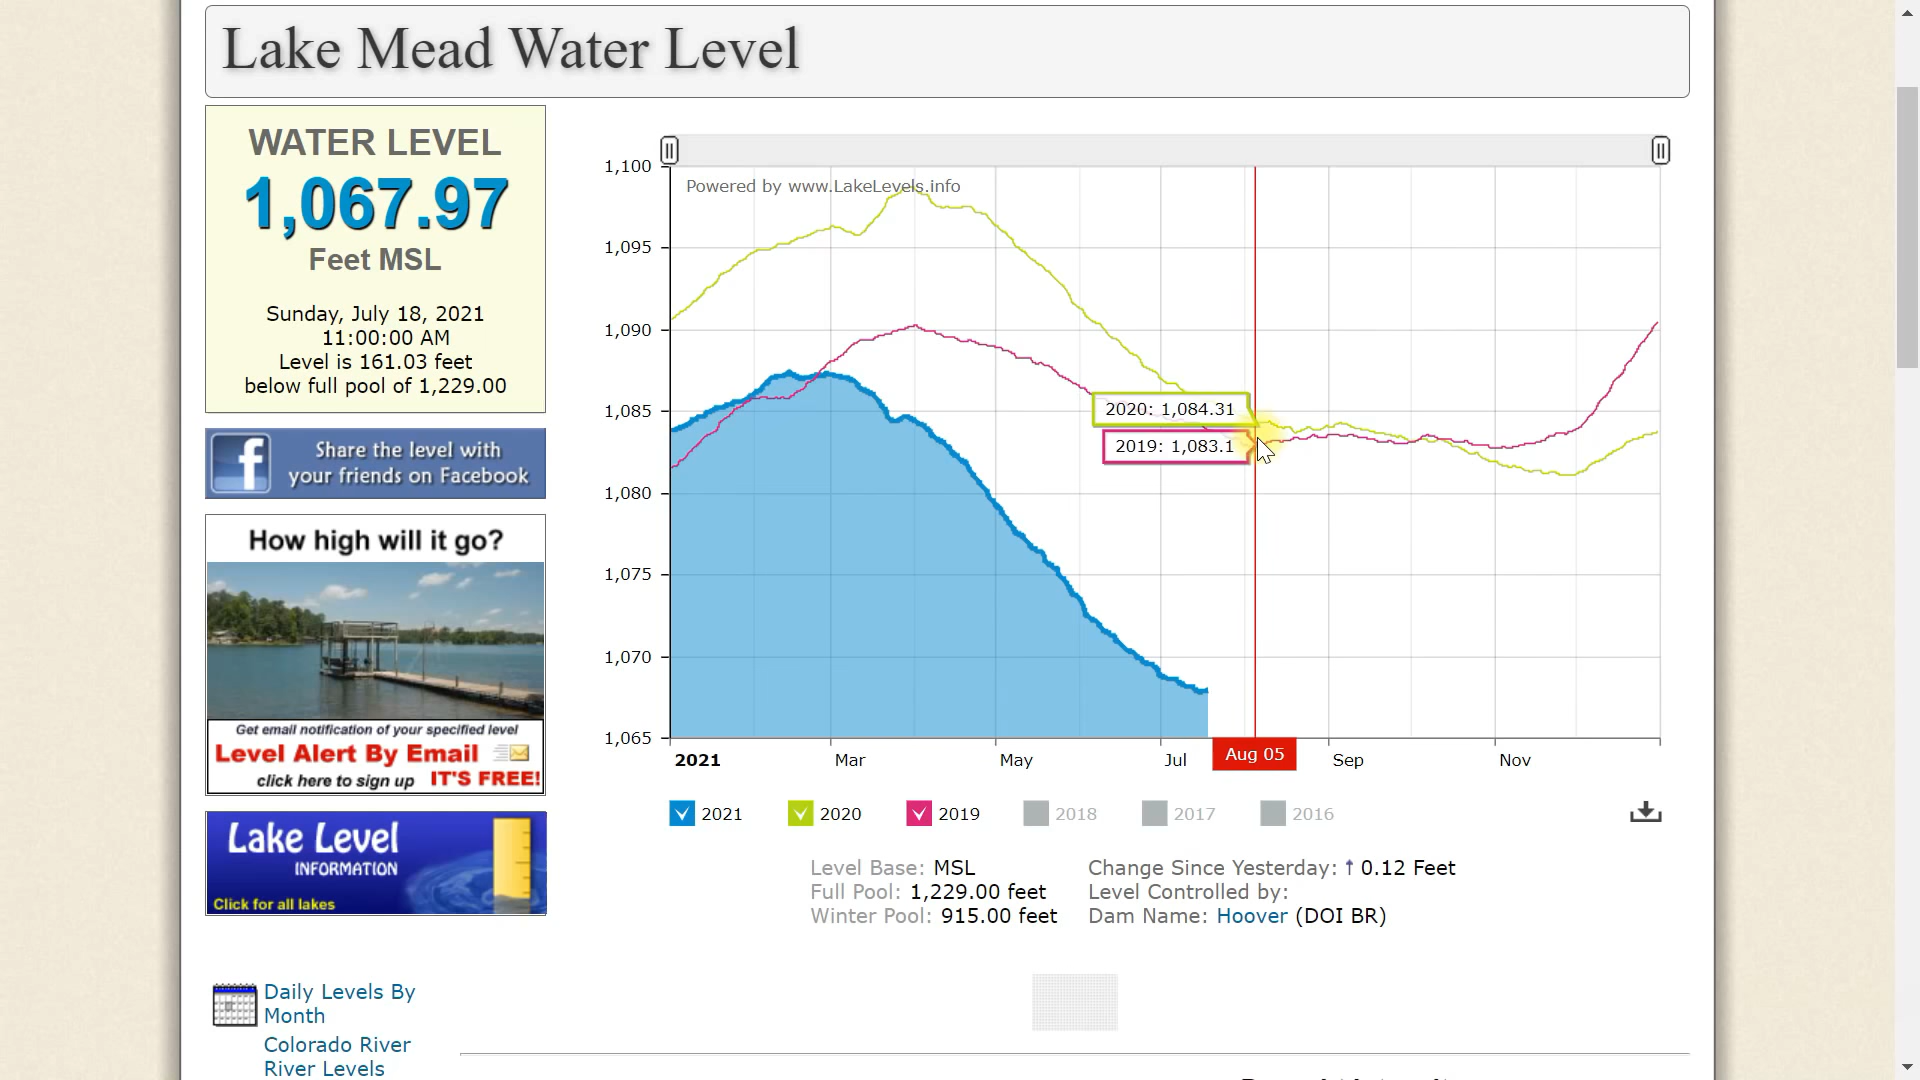 Lake Mead Water Level
WATER LEVEL
1,067.97
Feet MSL
Sunday, July 18, 2021
11:00:00 AM
Level is 161.03 feet
below full pool of 1,229.00
Share the level with
your friends on Facebook
How high will it go?
Get email notification of your specified level
Level Alert By Email
click here to sign up IT'S FREE!
Lake Level
INFORMATION
Click for all lakes
Daily Levels By
Month
Colorado River
River Levels
Powered by www.LakeLevels.info
1,100
1,095
1,090
1,085
1,080
1,075
1,070
1,065
2020: 1,084.31
2019: 1,083.1
2021 Mar May Jul Aug 05 Sep Nov
2021 2020 2019 2018 2017 2016
Level Base: MSL
Full Pool: 1,229.00 feet
Winter Pool: 915.00 feet
Change Since Yesterday: ↑ 0.12 Feet
Level Controlled by:
Dam Name: Hoover (DOI BR)